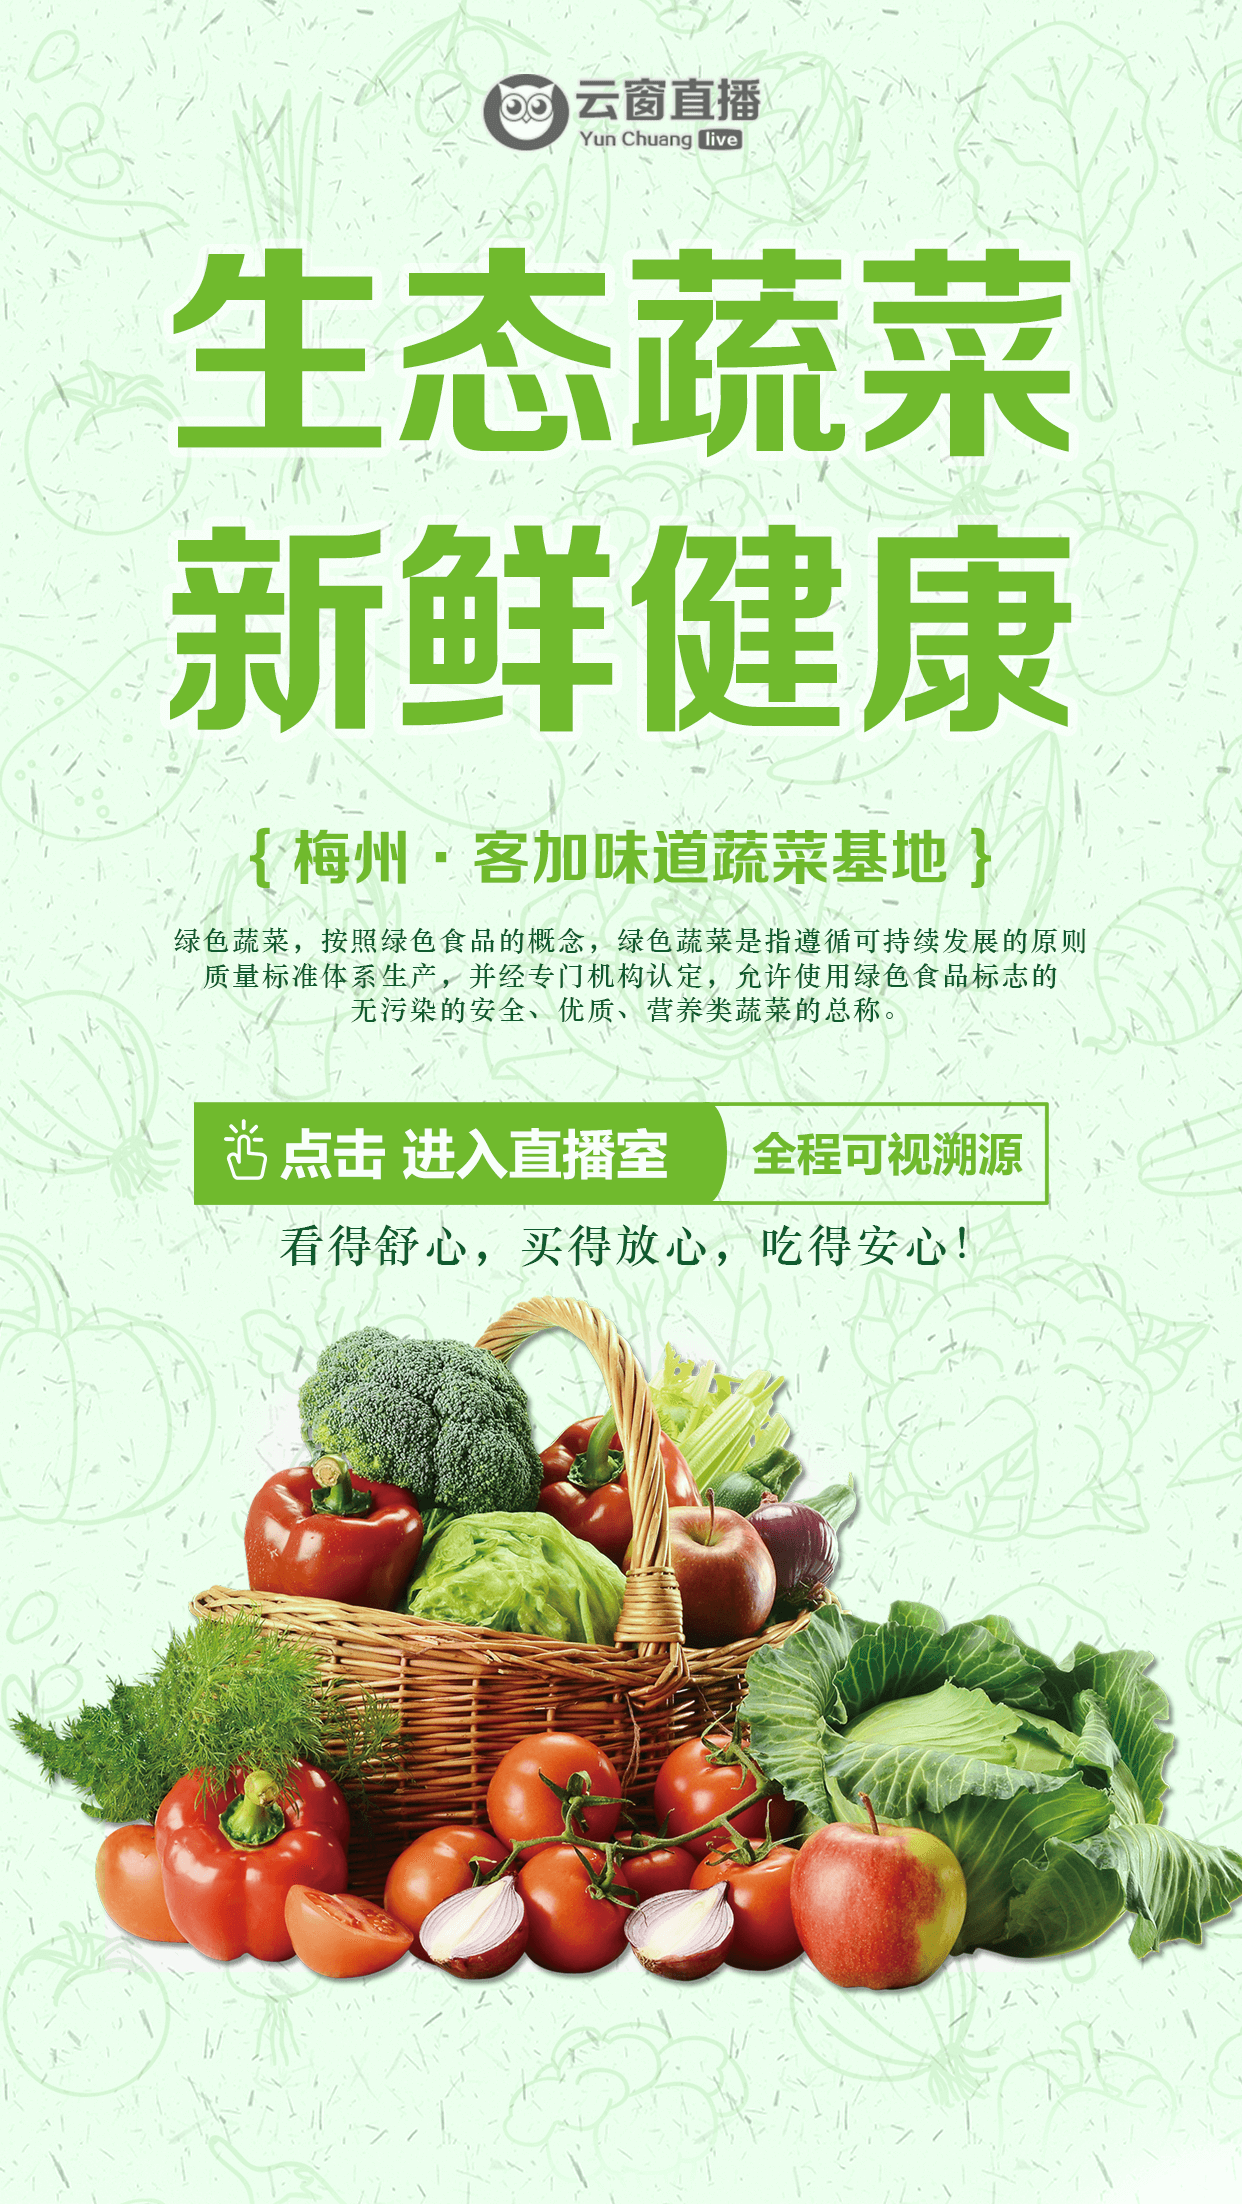 云窗直播
Yun Chuang live
生态蔬菜
新鲜健康
{ 梅州·客加味道蔬菜基地 }
绿色蔬菜，按照绿色食品的概念，绿色蔬菜是指遵循可持续发展的原则
质量标准体系生产，并经专门机构认定，允许使用绿色食品标志的
无污染的安全、优质、营养类蔬菜的总称。
点击 进入直播室 全程可视溯源
看得舒心，买得放心，吃得安心！